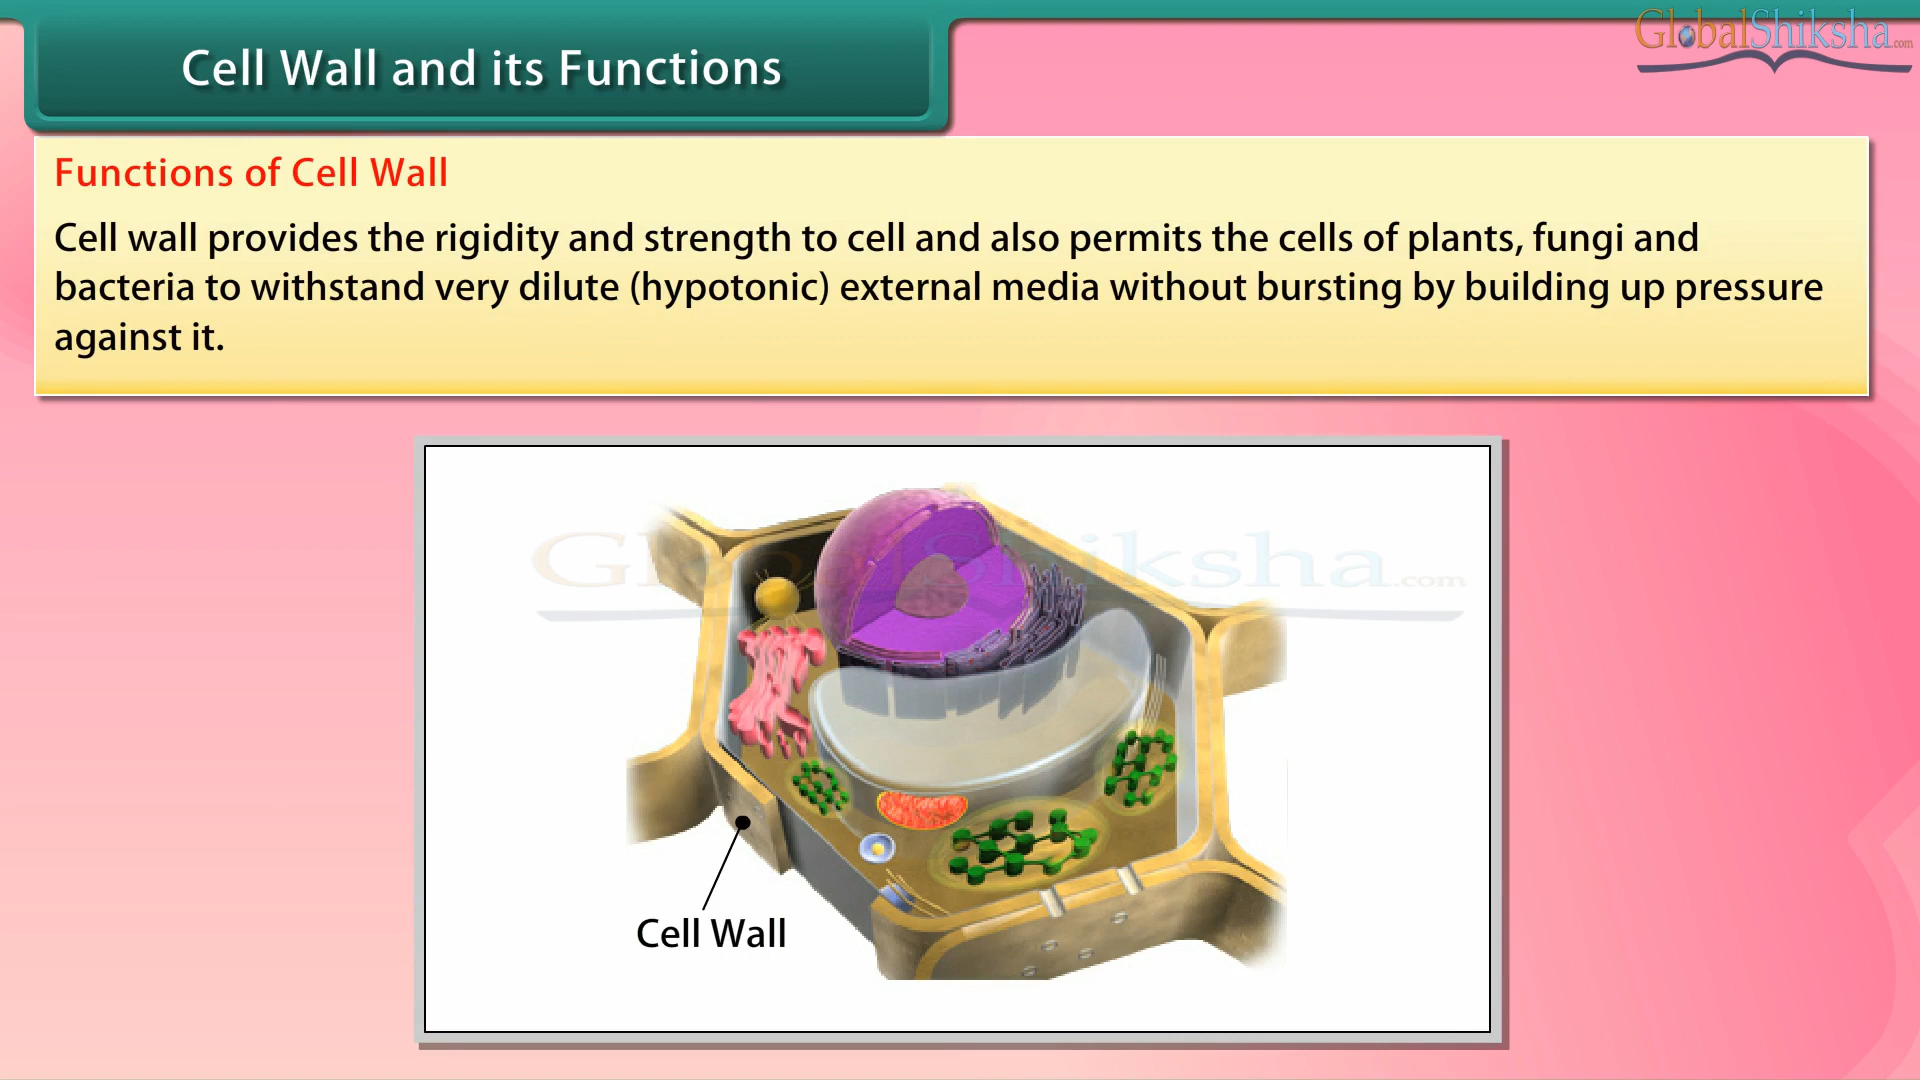 GlobalShiksha.com
Cell Wall and its Functions
Functions of Cell Wall
Cell wall provides the rigidity and strength to cell and also permits the cells of plants, fungi and
bacteria to withstand very dilute (hypotonic) external media without bursting by building up pressure
against it.
GlobalShiksha.com
Cell Wall